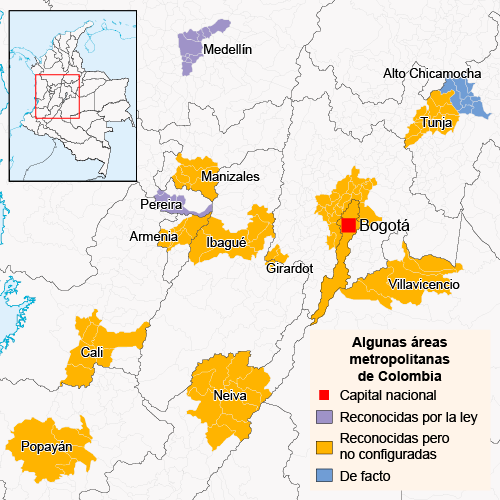 Medellín
Alto Chicamocha
Tunja
Manizales
Pereira
Armenia
Ibagué
Bogotá
Girardot
Villavicencio
Cali
Neiva
Popayán
Algunas áreas
metropolitanas
de Colombia
Capital nacional
Reconocidas por la ley
Reconocidas pero
no configuradas
De facto